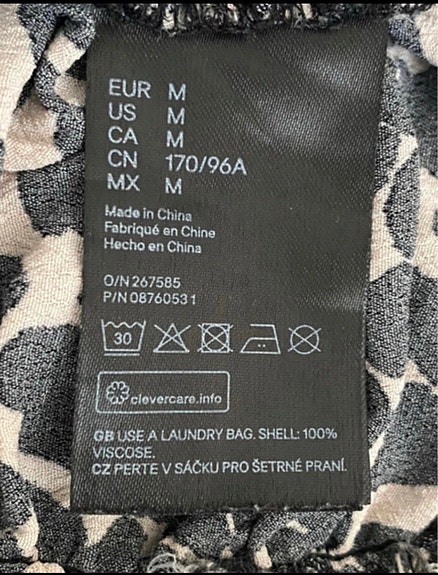 EUR M
US M
CA M
CN 170/96A
MX M
Made in China
Fabriqué en Chine
Hecho en China
O/N 267585
P/N 08760531
30
clevercare.info
GB USE A LAUNDRY BAG. SHELL: 100%
VISCOSE.
CZ PERTE V SÁČKU PRO ŠETRNÉ PRANÍ.